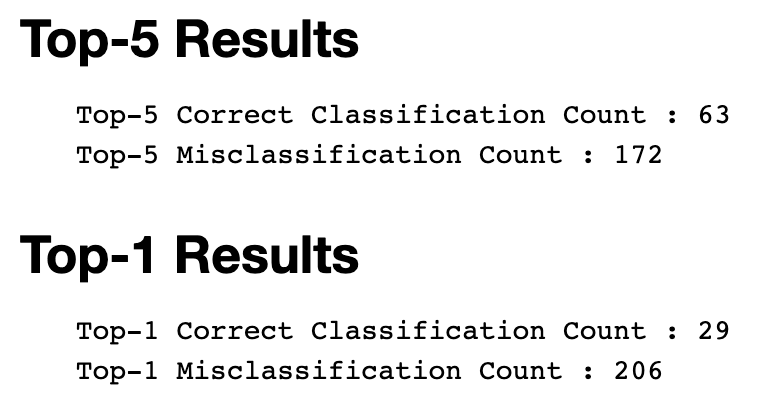 Top-5 Results
Top-5 Correct Classification Count : 63
Top-5 Misclassification Count : 172
Top-1 Results
Top-1 Correct Classification Count : 29
Top-1 Misclassification Count : 206